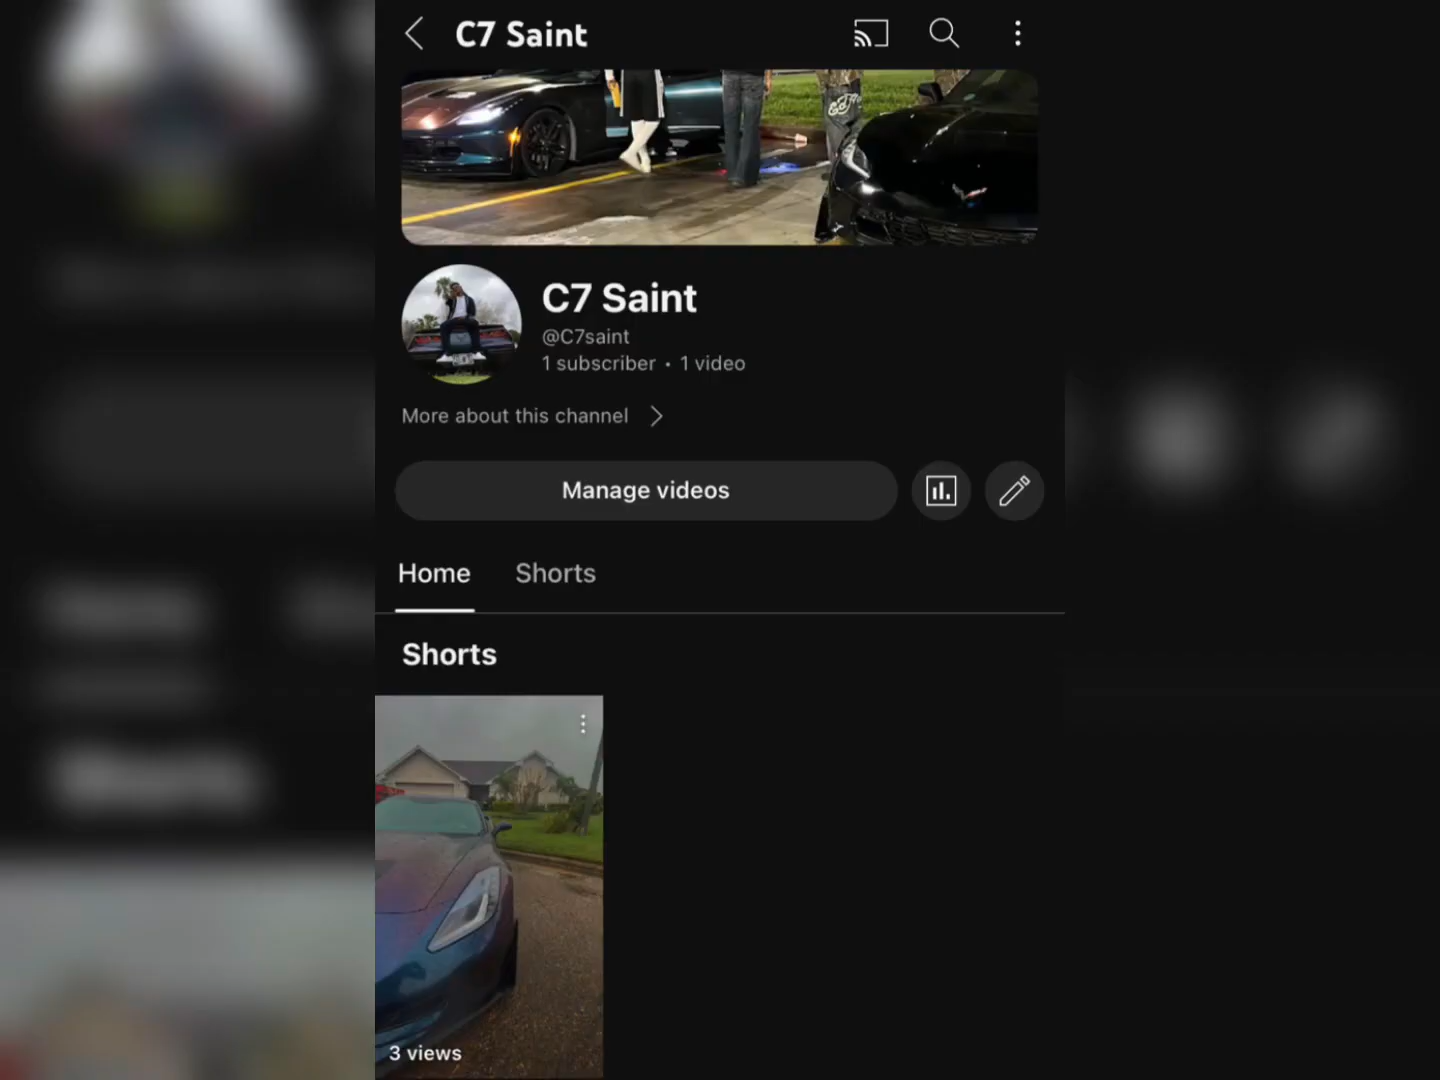 C7 Saint
C7 Saint
@C7saint
1 subscriber • 1 video
More about this channel
Manage videos
Home Shorts
Shorts
3 views